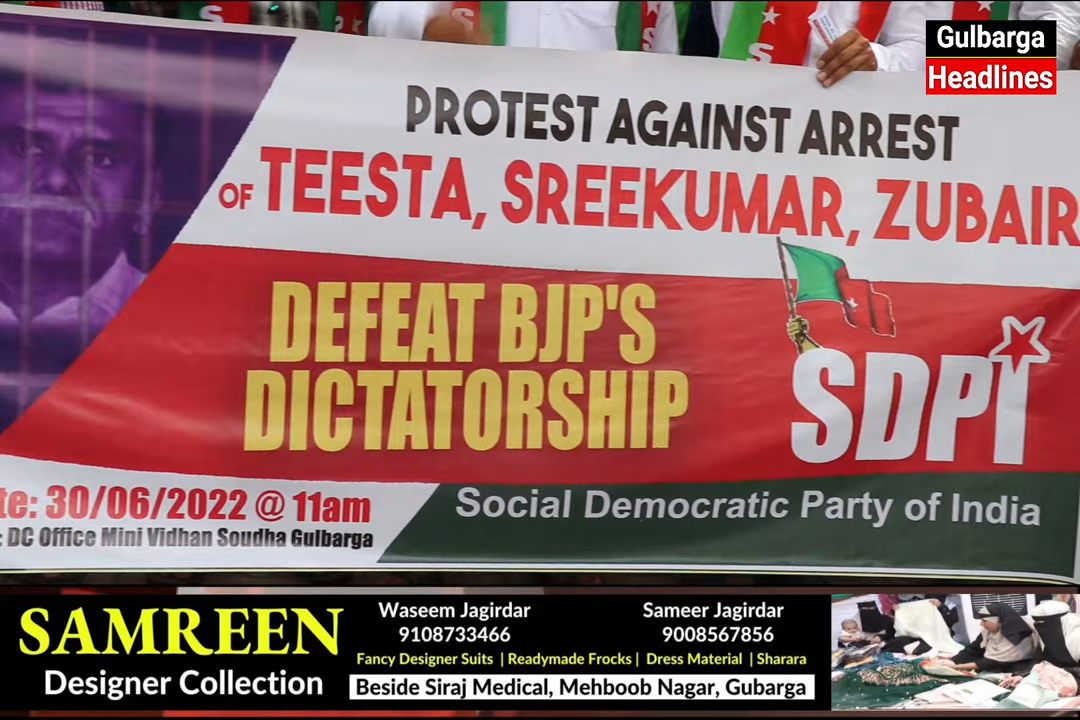 Gulbarga
Headlines
S
S
S
S
PROTEST AGAINST ARREST
OF TEESTA, SREEKUMAR, ZUBAIR
DEFEAT BJP'S
DICTATORSHIP
SDPI
te: 30/06/2022 @ 11am
: DC Office Mini Vidhan Soudha Gulbarga
Social Democratic Party of India
SAMREEN
Designer Collection
Waseem Jagirdar
9108733466
Sameer Jagirdar
9008567856
Fancy Designer Suits | Readymade Frocks | Dress Material | Sharara
Beside Siraj Medical, Mehboob Nagar, Gubarga